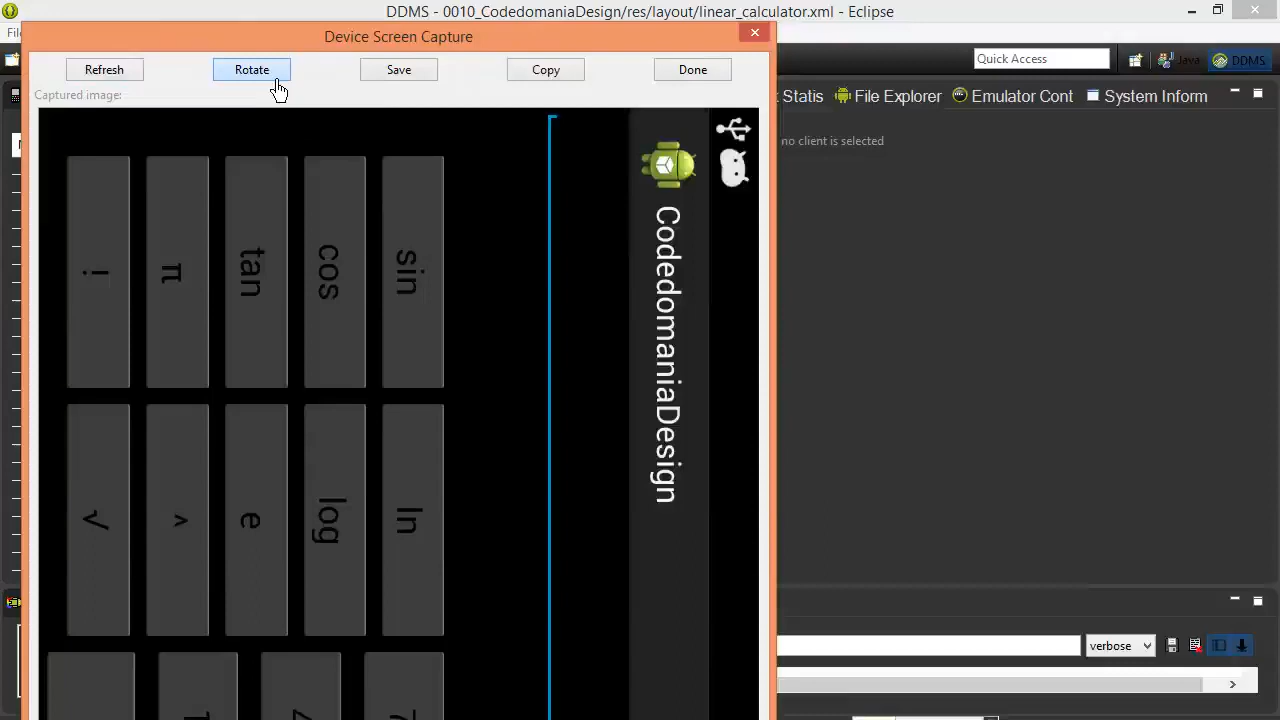 DDMS - 0010_CodedomaniaDesign/res/layout/linear_calculator.xml - Eclipse
Device Screen Capture
Refresh
Rotate
Save
Copy
Done
Captured image:
Quick Access
Java
DDMS
Statis
File Explorer
Emulator Cont
System Inform
no client is selected
CodedomaniaDesign
sin
cos
tan
π
!
ln
log
e
^
√
7
verbose